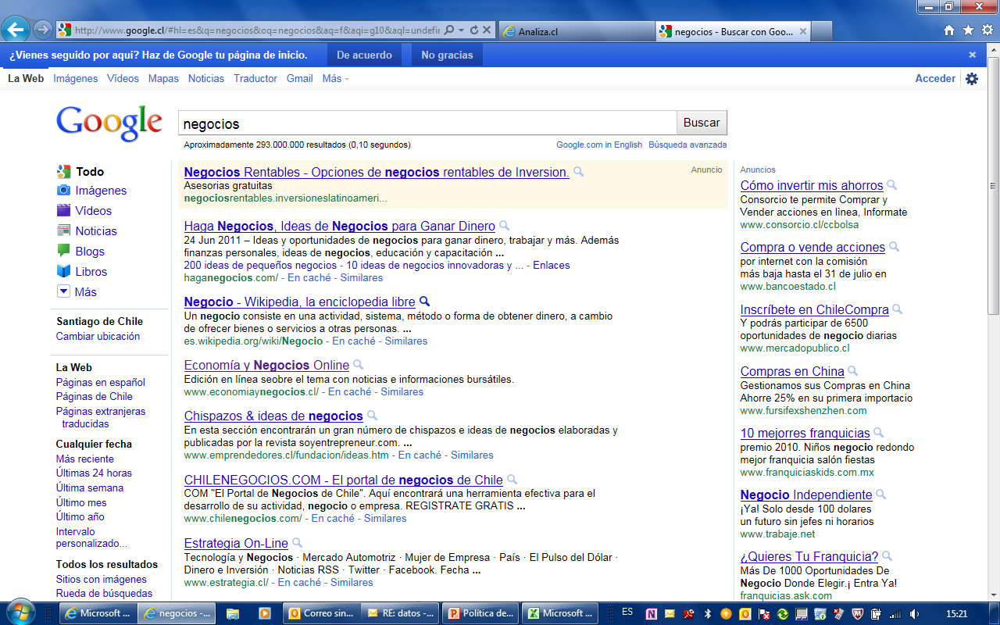 http://www.google.cl/#hl=es&q=negocios&oq=negocios&aq=f&aqi=g10&aql=undefi
Analiza.cl
negocios - Buscar con Goo...
¿Vienes seguido por aquí? Haz de Google tu página de inicio. De acuerdo No gracias
La Web Imágenes Vídeos Mapas Noticias Traductor Gmail Más
Acceder
Google
negocios
Buscar
Aproximadamente 293.000.000 resultados (0,10 segundos)
Google.com in English Búsqueda avanzada
Todo
Imágenes
Vídeos
Noticias
Blogs
Libros
Más
Santiago de Chile
Cambiar ubicación
La Web
Páginas en español
Páginas de Chile
Páginas extranjeras
traducidas
Cualquier fecha
Más reciente
Últimas 24 horas
Última semana
Último mes
Último año
Intervalo
personalizado...
Todos los resultados
Sitios con imágenes
Rueda de búsquedas
Negocios Rentables - Opciones de negocios rentables de Inversion.
Anuncio
Asesorias gratuitas
negociosrentables.inversioneslatinoameri...
Haga Negocios, Ideas de Negocios para Ganar Dinero
24 Jun 2011 – Ideas y oportunidades de negocios para ganar dinero, trabajar y más. Además
finanzas personales, ideas de negocios, educación y capacitación ...
200 ideas de pequeños negocios - 10 ideas de negocios innovadoras y ... - Enlaces
haganegocios.com/ - En caché - Similares
Negocio - Wikipedia, la enciclopedia libre
Un negocio consiste en una actividad, sistema, método o forma de obtener dinero, a cambio
de ofrecer bienes o servicios a otras personas. ...
es.wikipedia.org/wiki/Negocio - En caché - Similares
Economía y Negocios Online
Edición en línea seobre el tema con noticias e informaciones bursátiles.
www.economiaynegocios.cl/ - En caché - Similares
Chispazos & ideas de negocios
En esta sección encontrarán un gran número de chispazos e ideas de negocios elaboradas y
publicadas por la revista soyentrepreneur.com. ...
www.emprendedores.cl/fundacion/ideas.htm - En caché - Similares
CHILENEGOCIOS.COM - El portal de negocios de Chile
COM "El Portal de Negocios de Chile". Aquí encontrará una herramienta efectiva para el
desarrollo de su actividad, negocio o empresa. REGISTRATE GRATIS ...
www.chilenegocios.com/ - En caché - Similares
Estrategia On-Line
Tecnología y Negocios · Mercado Automotriz · Mujer de Empresa · País · El Pulso del Dólar ·
Dinero e Inversión · Noticias RSS · Twitter · Facebook. Fecha ...
www.estrategia.cl/ - En caché - Similares
Anuncios
Cómo invertir mis ahorros
Consorcio te permite Comprar y
Vender acciones en linea, Informate
www.consorcio.cl/ccbolsa
Compra o vende acciones
por internet con la comisión
más baja hasta el 31 de julio en
www.bancoestado.cl
Inscríbete en ChileCompra
Y podrás participar de 6500
oportunidades de negocio diarias
www.mercadopublico.cl
Compras en China
Gestionamos sus Compras en China
Ahorre 25% en su primera importacio
www.fursifexshenzhen.com
10 mejorres franquicias
premio 2010. Niños negocio redondo
mejor franquicia salón fiestas
www.franquiciaskids.com.mx
Negocio Independiente
¡Ya! Solo desde 100 dolares
un futuro sin jefes ni horarios
www.trabaje.net
¿Quieres Tu Franquicia?
Más De 1000 Oportunidades De
Negocio Donde Elegir.¡ Entra Ya!
franquicias.ask.com
Microsoft ...
negocios -...
Correo sin...
RE: datos -...
Política de...
Microsoft ...
ES
15:21